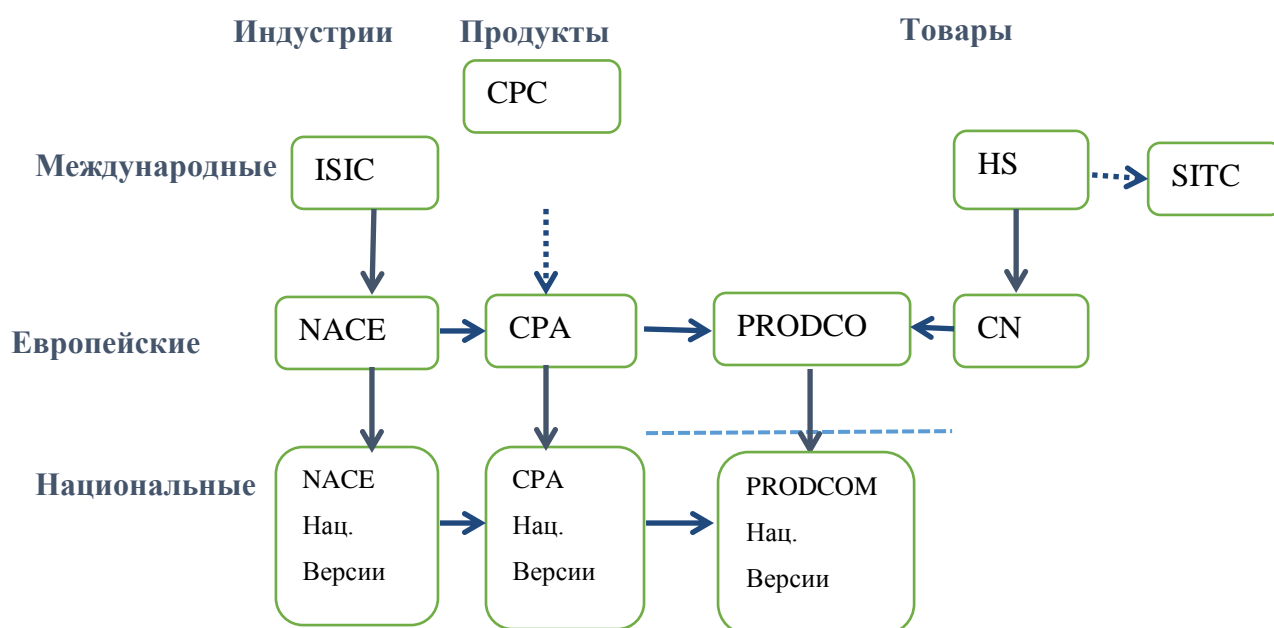 Индустрии Продукты Товары
CPC
Международные ISIC HS SITC
Европейские NACE CPA PRODCO CN
Национальные
NACE
Нац.
Версии
CPA
Нац.
Версии
PRODCOM
Нац.
Версии